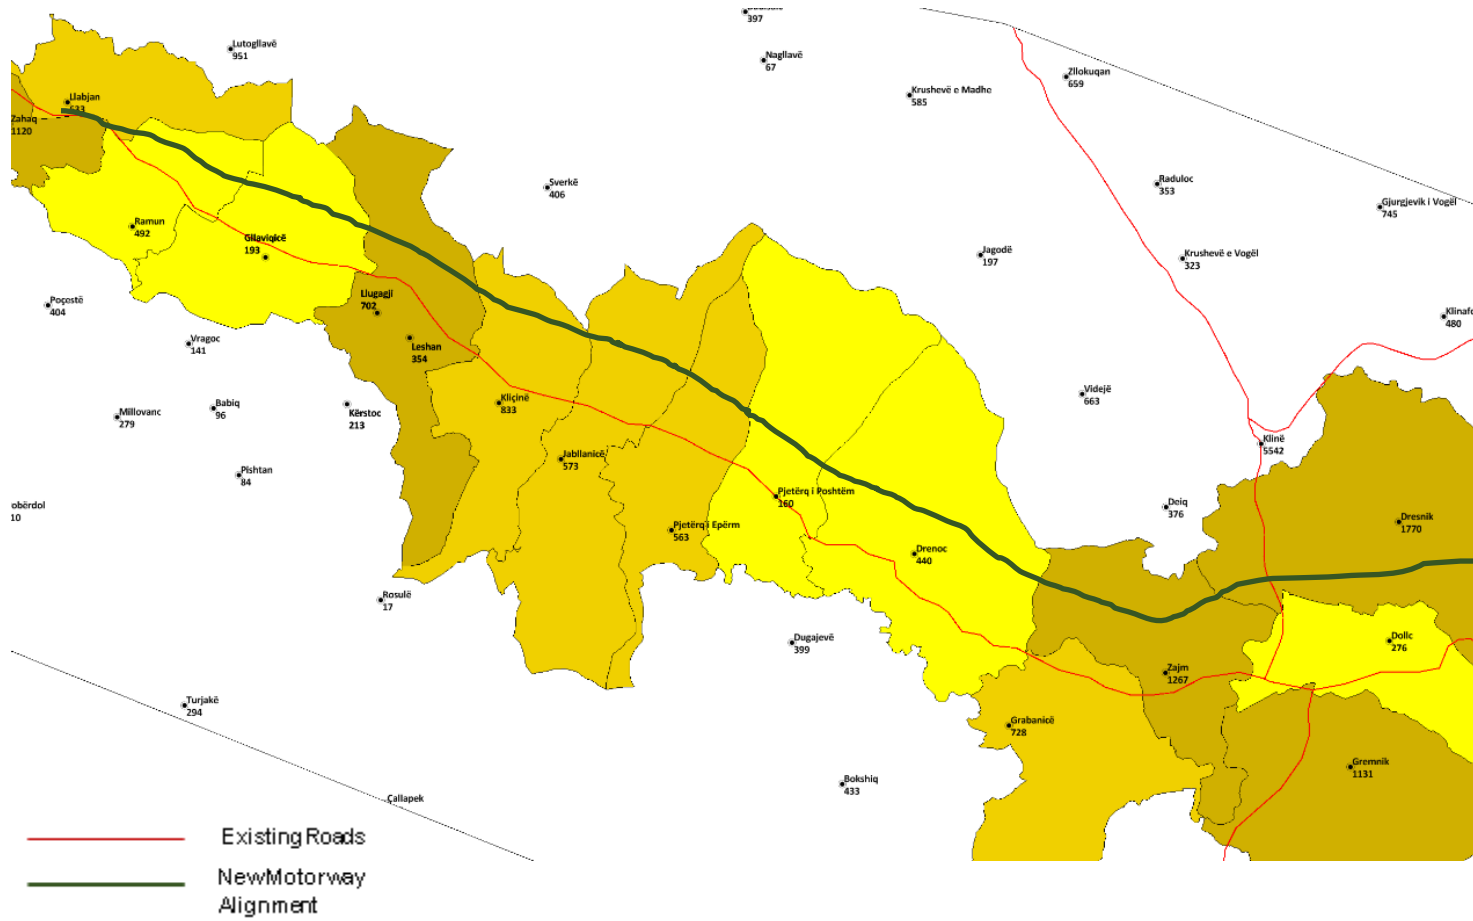 397
Lutogllavë
951
Nagllavë
67
Zllokuqan
659
Krushevë e Madhe
585
Llabjan
633
Zahaq
1120
Sverkë
406
Raduloc
353
Gjurgjevik i Vogël
745
Ramun
492
Gllaviqicë
193
Jagodë
197
Krushevë e Vogël
323
Poçestë
404
Llugagji
702
Klinafc
480
Vragoc
141
Leshan
354
Videjë
663
Millovanc
279
Babiq
96
Kërstoc
213
Kliçinë
833
Klinë
5542
Jabllanicë
573
Pishtan
84
Pjetërq i Poshtëm
160
obërdol
10
Deiq
376
Dresnik
1770
Pjetërq i Epërm
563
Drenoc
440
Rosulë
17
Dugajevë
399
Dollc
276
Zajm
1267
Turjakë
294
Grabanicë
728
Gremnik
1131
Bokshiq
433
Çallapek
Existing Roads
New Motorway
Alignment